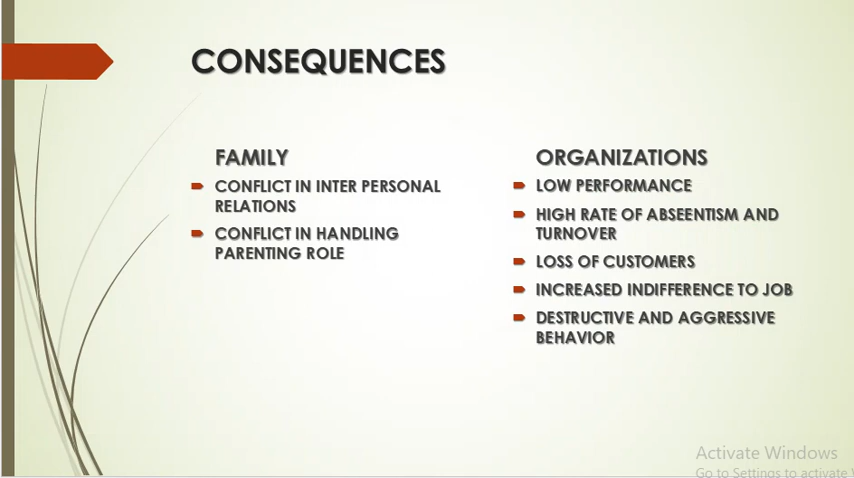 CONSEQUENCES
FAMILY
CONFLICT IN INTER PERSONAL
RELATIONS
CONFLICT IN HANDLING
PARENTING ROLE
ORGANIZATIONS
LOW PERFORMANCE
HIGH RATE OF ABSEENTISM AND
TURNOVER
LOSS OF CUSTOMERS
INCREASED INDIFFERENCE TO JOB
DESTRUCTIVE AND AGGRESSIVE
BEHAVIOR
Activate Windows
Go to Settings to activate